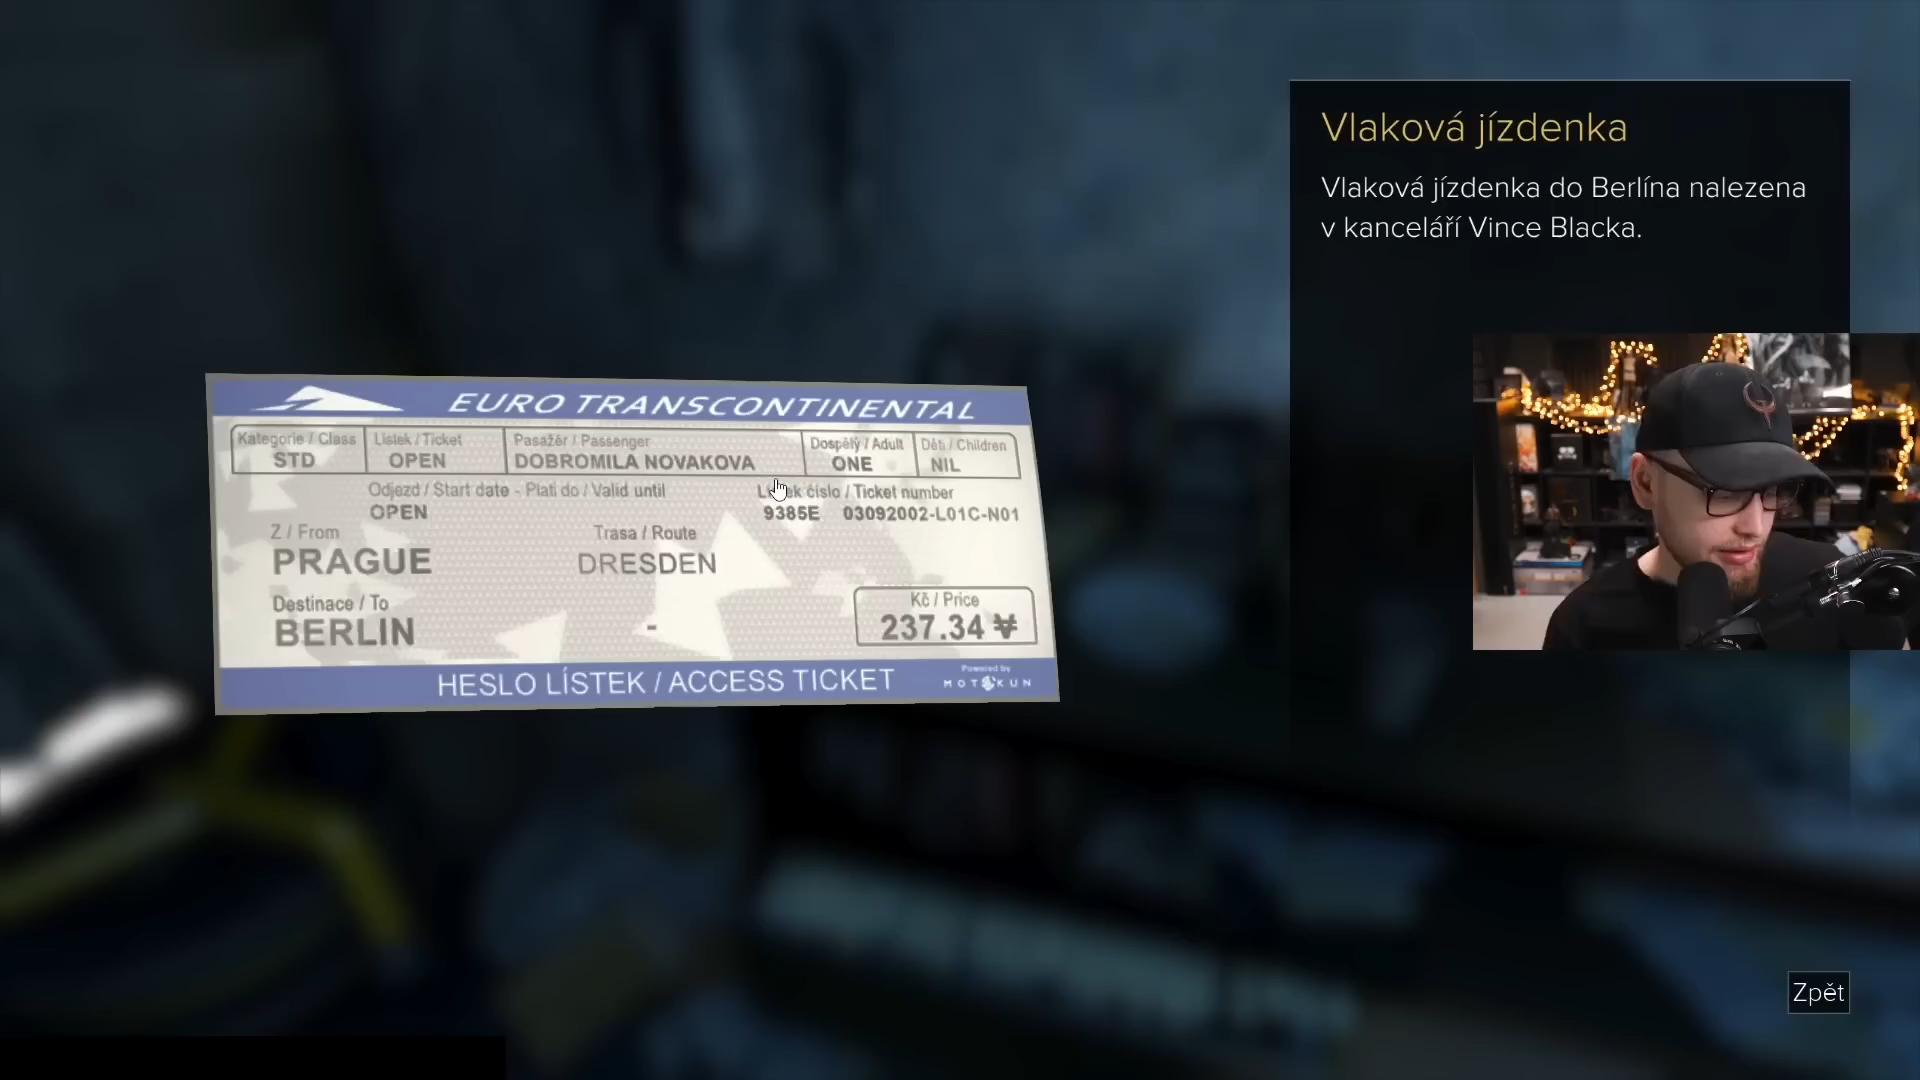 Vlaková jízdenka
Vlaková jízdenka do Berlína nalezena
v kanceláří Vince Blacka.
EURO TRANSCONTINENTAL
Kategorie / Class
STD
Lístek / Ticket
OPEN
Pasažér / Passenger
DOBROMILA NOVAKOVA
Dospělý / Adult
ONE
Děti / Children
NIL
Odjezd / Start date - Platí do / Valid until
OPEN
číslo / Ticket number
9385E 03092002-L01C-N01
Z / From
PRAGUE
Trasa / Route
DRESDEN
Destinace / To
BERLIN
-
Kč / Price
237.34
HESLO LÍSTEK / ACCESS TICKET
Powered by
MOTOKUN
Zpět